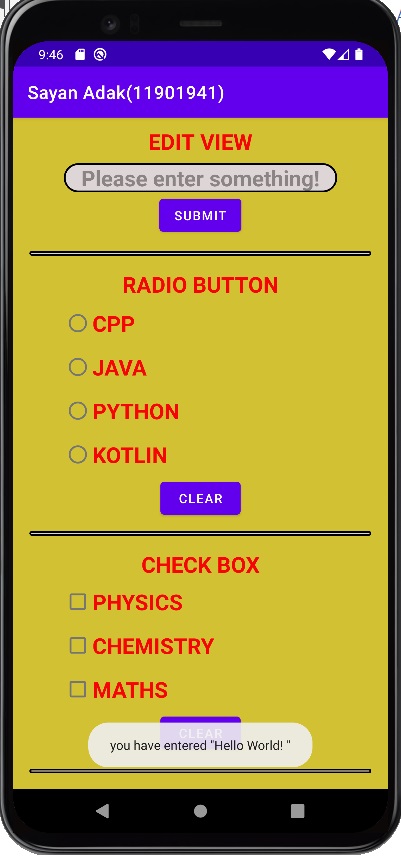 9:46
Sayan Adak(11901941)
EDIT VIEW
Please enter something!
SUBMIT
RADIO BUTTON
CPP
JAVA
PYTHON
KOTLIN
CLEAR
CHECK BOX
PHYSICS
CHEMISTRY
MATHS
CLEAR
you have entered "Hello World! "